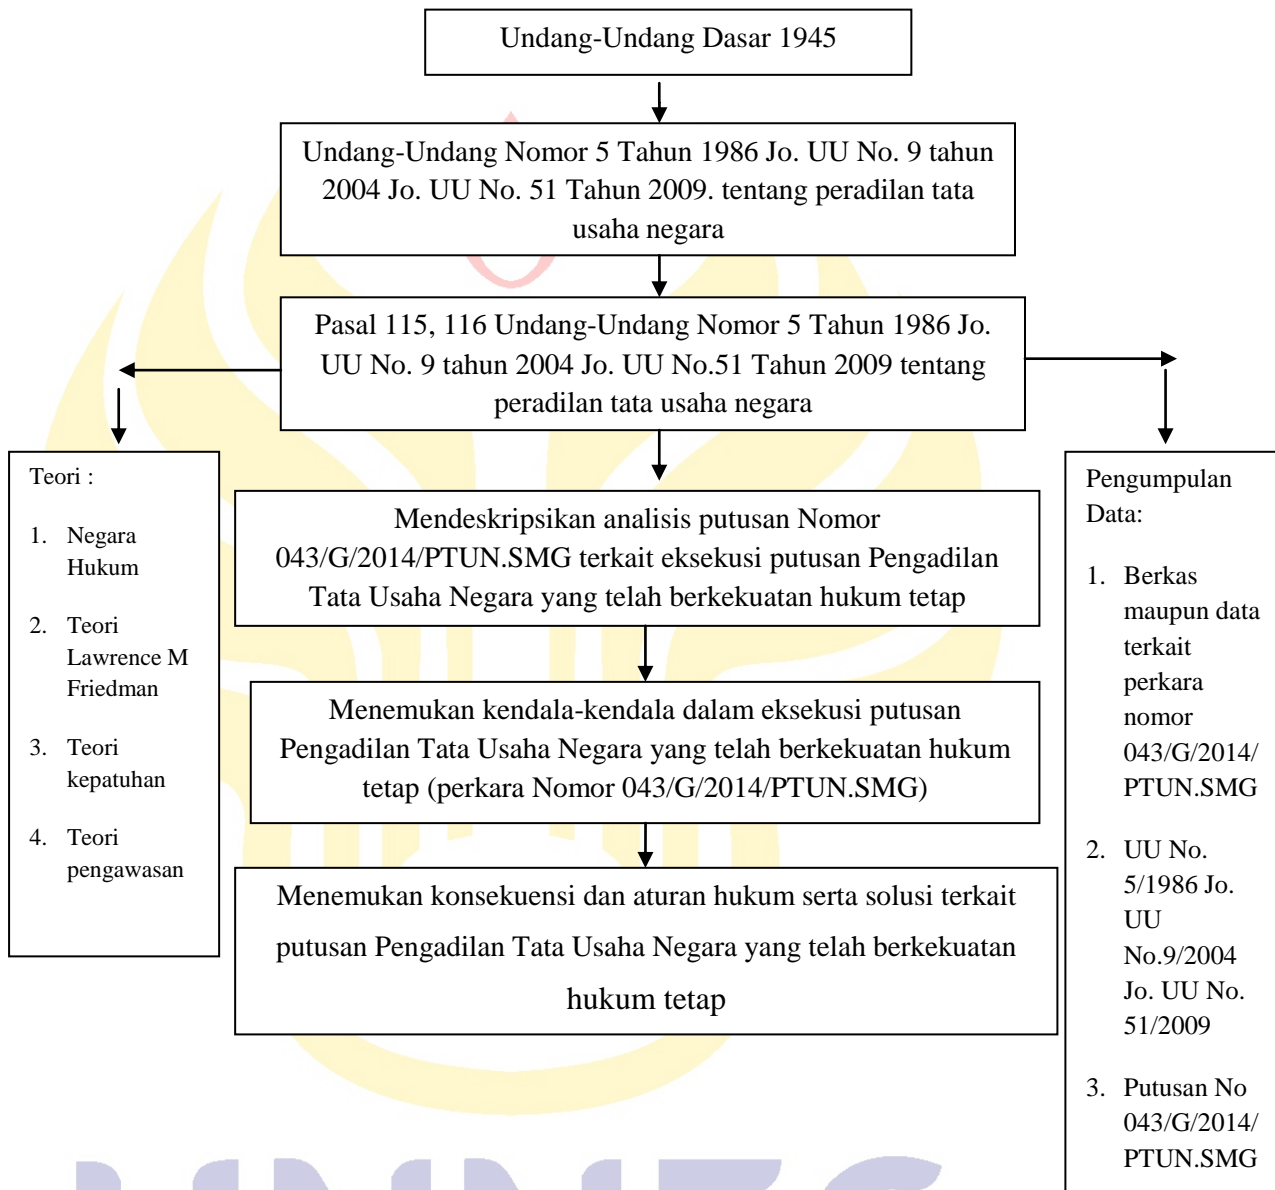 Undang-Undang Dasar 1945
Undang-Undang Nomor 5 Tahun 1986 Jo. UU No. 9 tahun
2004 Jo. UU No. 51 Tahun 2009. tentang peradilan tata
usaha negara
Pasal 115, 116 Undang-Undang Nomor 5 Tahun 1986 Jo.
UU No. 9 tahun 2004 Jo. UU No.51 Tahun 2009 tentang
peradilan tata usaha negara
Teori :
1. Negara
Hukum
2. Teori
Lawrence M
Friedman
3. Teori
kepatuhan
4. Teori
pengawasan
Mendeskripsikan analisis putusan Nomor
043/G/2014/PTUN.SMG terkait eksekusi putusan Pengadilan
Tata Usaha Negara yang telah berkekuatan hukum tetap
Menemukan kendala-kendala dalam eksekusi putusan
Pengadilan Tata Usaha Negara yang telah berkekuatan hukum
tetap (perkara Nomor 043/G/2014/PTUN.SMG)
Menemukan konsekuensi dan aturan hukum serta solusi terkait
putusan Pengadilan Tata Usaha Negara yang telah berkekuatan
hukum tetap
Pengumpulan
Data:
1. Berkas
maupun data
terkait
perkara
nomor
043/G/2014/
PTUN.SMG
2. UU No.
5/1986 Jo.
UU
No.9/2004
Jo. UU No.
51/2009
3. Putusan No
043/G/2014/
PTUN.SMG
UNNES